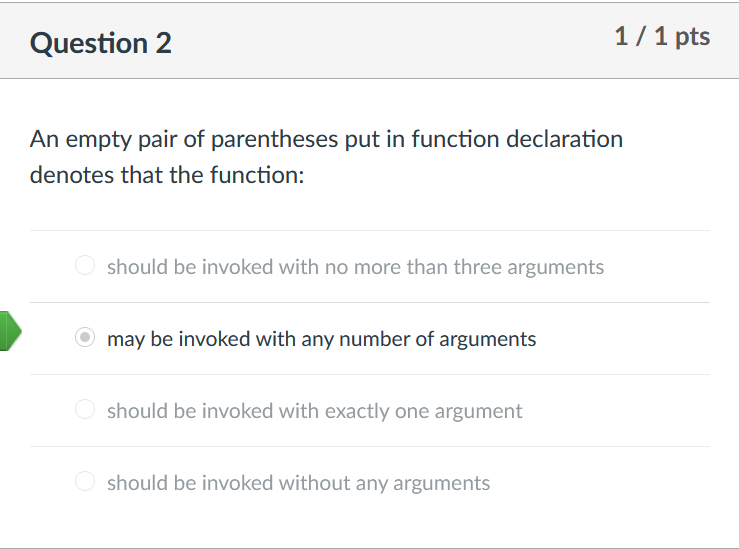 Question 2
1 / 1 pts
An empty pair of parentheses put in function declaration
denotes that the function:
should be invoked with no more than three arguments
may be invoked with any number of arguments
should be invoked with exactly one argument
should be invoked without any arguments